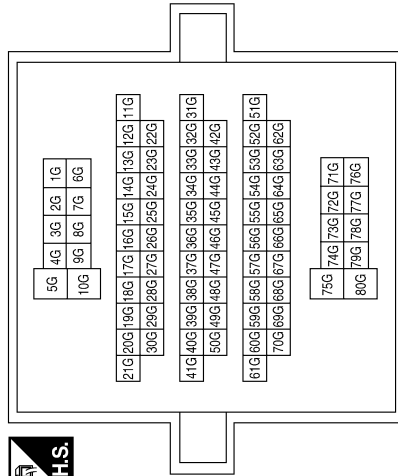 H.S.
5G 4G 3G 2G 1G
10G 9G 8G 7G 6G
21G 20G 19G 18G 17G 16G 15G 14G 13G 12G 11G
30G 29G 28G 27G 26G 25G 24G 23G 22G
41G 40G 39G 38G 37G 36G 35G 34G 33G 32G 31G
50G 49G 48G 47G 46G 45G 44G 43G 42G
61G 60G 59G 58G 57G 56G 55G 54G 53G 52G 51G
70G 69G 68G 67G 66G 65G 64G 63G 62G
75G 74G 73G 72G 71G
80G 79G 78G 77G 76G